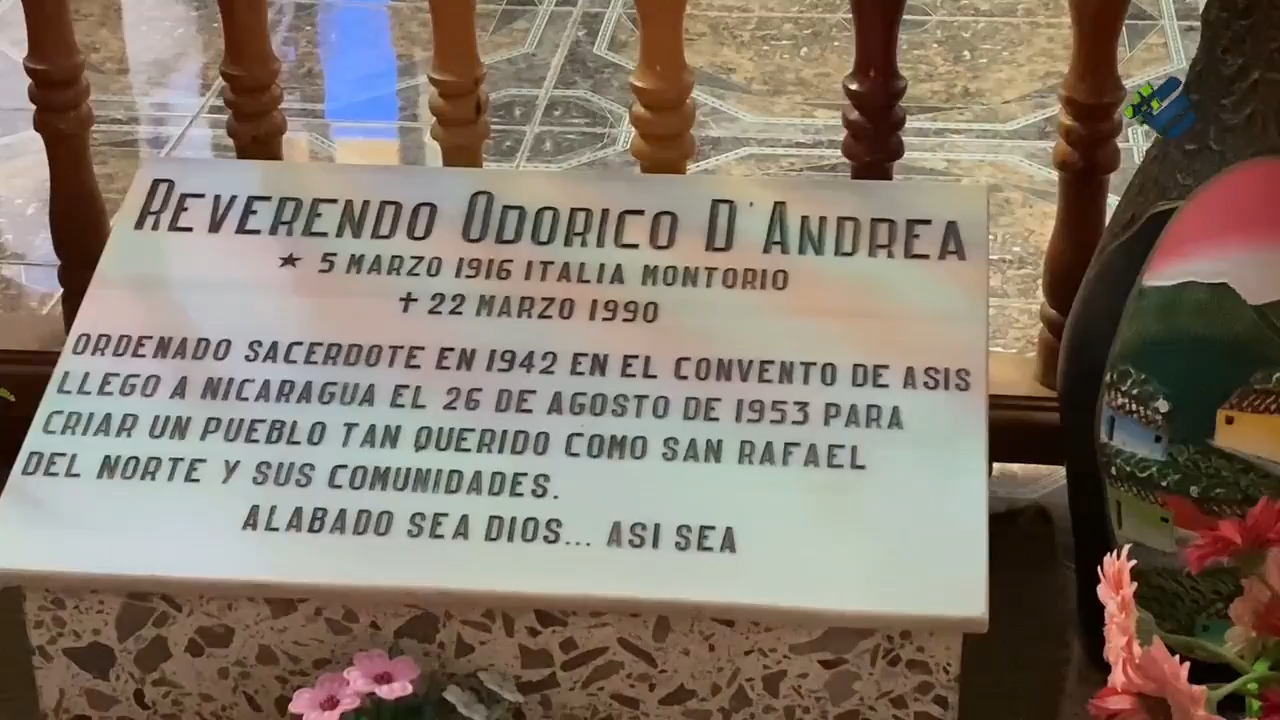 REVERENDO ODORICO D'ANDREA
★ 5 MARZO 1916 ITALIA MONTORIO
✝ 22 MARZO 1990
ORDENADO SACERDOTE EN 1942 EN EL CONVENTO DE ASIS
LLEGO A NICARAGUA EL 26 DE AGOSTO DE 1953 PARA
CRIAR UN PUEBLO TAN QUERIDO COMO SAN RAFAEL
DEL NORTE Y SUS COMUNIDADES.
ALABADO SEA DIOS... ASI SEA